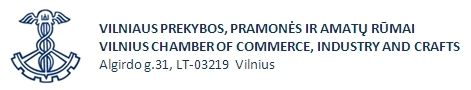 VILNIAUS PREKYBOS, PRAMONĖS IR AMATŲ RŪMAI
VILNIUS CHAMBER OF COMMERCE, INDUSTRY AND CRAFTS
Algirdo g.31, LT-03219 Vilnius